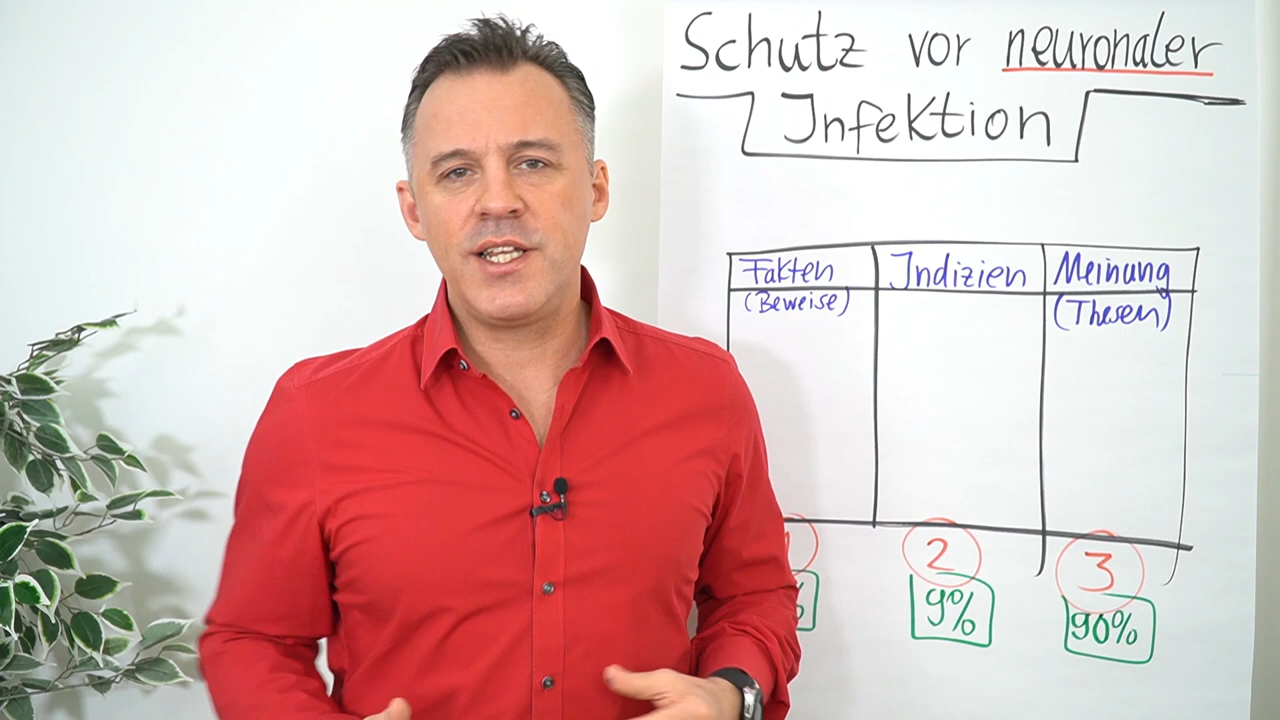 Schutz vor neuronaler
Infektion
Fakten Indizien Meinung
(Beweise) (Thesen)
2 3
9% 90%